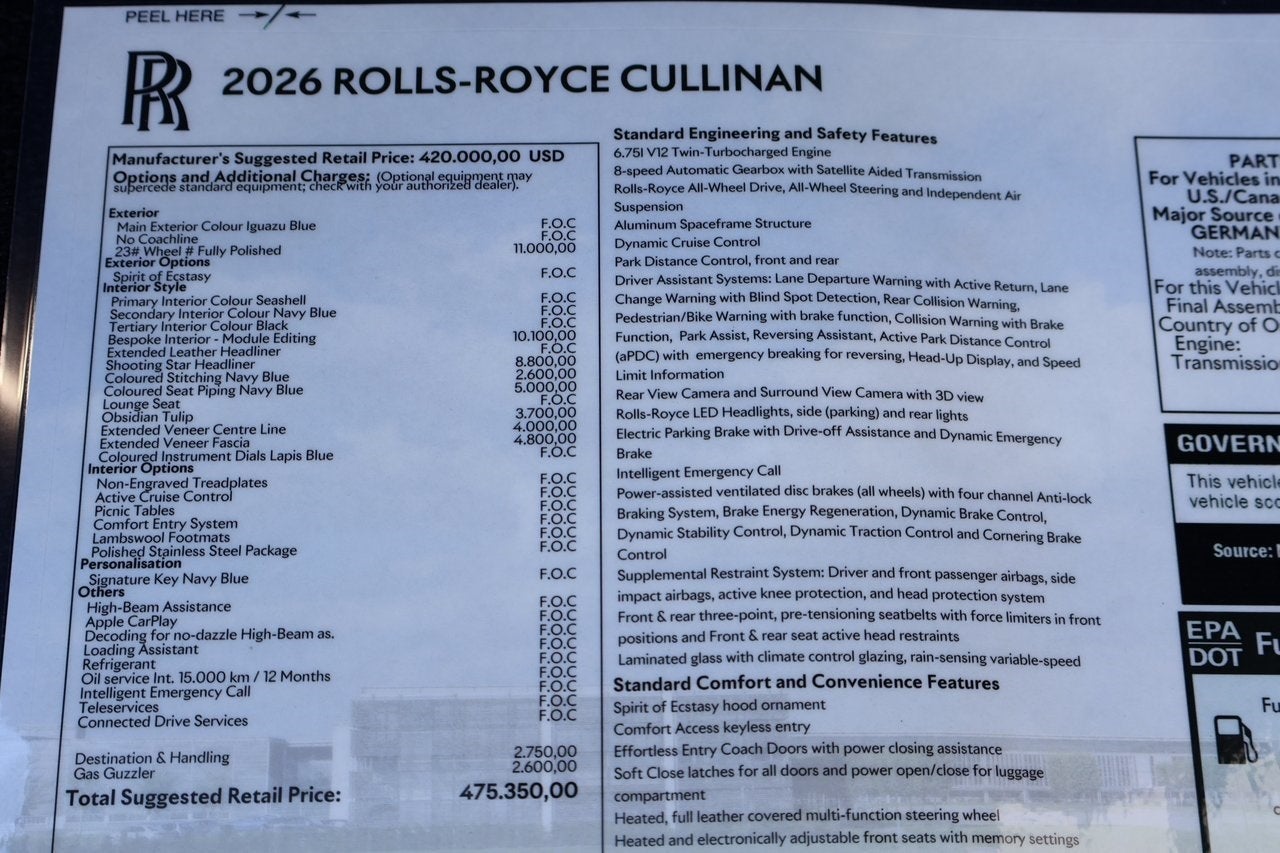 PEEL HERE
RR
2026 ROLLS-ROYCE CULLINAN
Manufacturer's Suggested Retail Price: 420.000,00 USD
Options and Additional Charges: (Optional equipment may
supercede standard equipment; check with your authorized dealer).
Exterior
Main Exterior Colour Iguazu Blue F.O.C
No Coachline F.O.C
23# Wheel # Fully Polished 11.000,00
Exterior Options
Spirit of Ecstasy F.O.C
Interior Style
Primary Interior Colour Seashell F.O.C
Secondary Interior Colour Navy Blue F.O.C
Tertiary Interior Colour Black F.O.C
Bespoke Interior - Module Editing 10.100,00
Extended Leather Headliner F.O.C
Shooting Star Headliner 8.800,00
Coloured Stitching Navy Blue 2.600,00
Coloured Seat Piping Navy Blue 5.000,00
Lounge Seat F.O.C
Obsidian Tulip 3.700,00
Extended Veneer Centre Line 4.000,00
Extended Veneer Fascia 4.800,00
Coloured Instrument Dials Lapis Blue F.O.C
Interior Options
Non-Engraved Treadplates F.O.C
Active Cruise Control F.O.C
Picnic Tables F.O.C
Comfort Entry System F.O.C
Lambswool Footmats F.O.C
Polished Stainless Steel Package F.O.C
Personalisation
Signature Key Navy Blue F.O.C
Others
High-Beam Assistance F.O.C
Apple CarPlay F.O.C
Decoding for no-dazzle High-Beam as. F.O.C
Loading Assistant F.O.C
Refrigerant F.O.C
Oil service Int. 15.000 km / 12 Months F.O.C
Intelligent Emergency Call F.O.C
Teleservices F.O.C
Connected Drive Services F.O.C
Destination & Handling 2.750,00
Gas Guzzler 2.600,00
Total Suggested Retail Price: 475.350,00
Standard Engineering and Safety Features
6.75l V12 Twin-Turbocharged Engine
8-speed Automatic Gearbox with Satellite Aided Transmission
Rolls-Royce All-Wheel Drive, All-Wheel Steering and Independent Air
Suspension
Aluminum Spaceframe Structure
Dynamic Cruise Control
Park Distance Control, front and rear
Driver Assistant Systems: Lane Departure Warning with Active Return, Lane
Change Warning with Blind Spot Detection, Rear Collision Warning,
Pedestrian/Bike Warning with brake function, Collision Warning with Brake
Function, Park Assist, Reversing Assistant, Active Park Distance Control
(aPDC) with emergency breaking for reversing, Head-Up Display, and Speed
Limit Information
Rear View Camera and Surround View Camera with 3D view
Rolls-Royce LED Headlights, side (parking) and rear lights
Electric Parking Brake with Drive-off Assistance and Dynamic Emergency
Brake
Intelligent Emergency Call
Power-assisted ventilated disc brakes (all wheels) with four channel Anti-lock
Braking System, Brake Energy Regeneration, Dynamic Brake Control,
Dynamic Stability Control, Dynamic Traction Control and Cornering Brake
Control
Supplemental Restraint System: Driver and front passenger airbags, side
impact airbags, active knee protection, and head protection system
Front & rear three-point, pre-tensioning seatbelts with force limiters in front
positions and Front & rear seat active head restraints
Laminated glass with climate control glazing, rain-sensing variable-speed
Standard Comfort and Convenience Features
Spirit of Ecstasy hood ornament
Comfort Access keyless entry
Effortless Entry Coach Doors with power closing assistance
Soft Close latches for all doors and power open/close for luggage
compartment
Heated, full leather covered multi-function steering wheel
Heated and electronically adjustable front seats with memory settings
PART
For Vehicles in
U.S./Cana
Major Source
GERMAN
Note: Parts
assembly, di
For this Vehicl
Final Assemb
Country of O
Engine:
Transmissio
GOVERN
This vehicle
vehicle sco
Source:
EPA
DOT
Fu
Fu